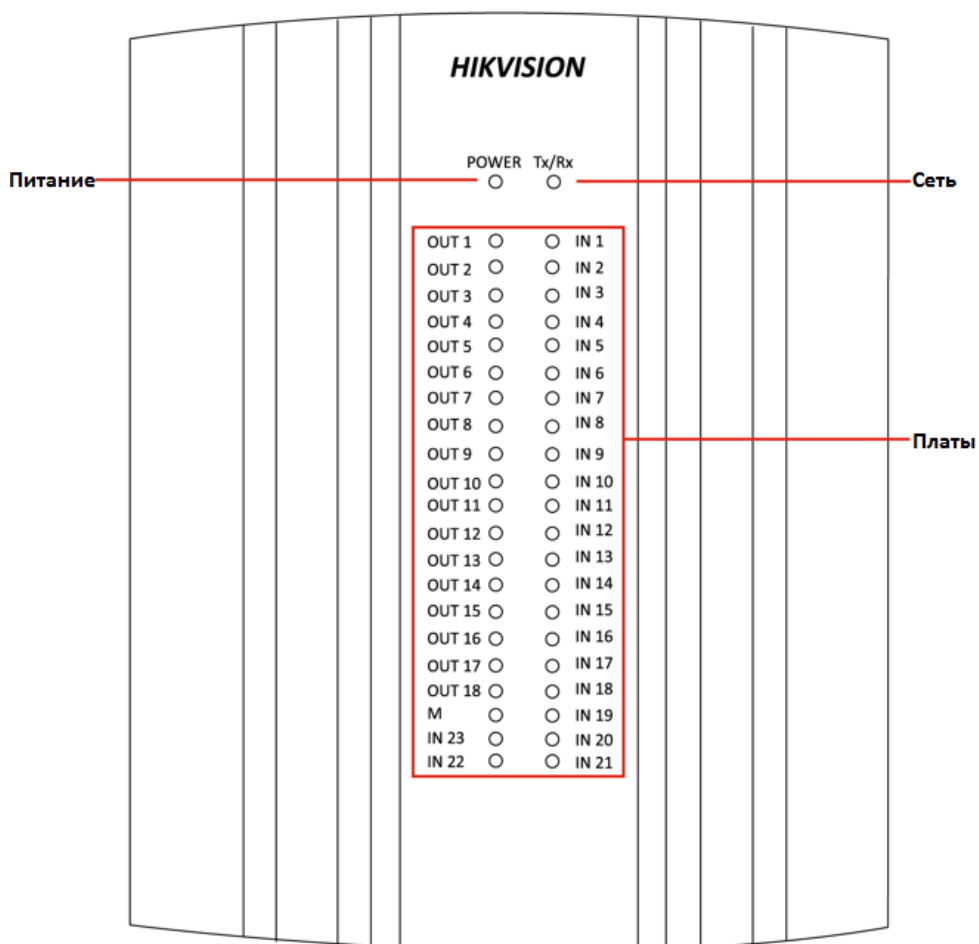 HIKVISION
POWER Tx/Rx
Питание
Сеть
OUT 1 IN 1
OUT 2 IN 2
OUT 3 IN 3
OUT 4 IN 4
OUT 5 IN 5
OUT 6 IN 6
OUT 7 IN 7
OUT 8 IN 8
Платы
OUT 9 IN 9
OUT 10 IN 10
OUT 11 IN 11
OUT 12 IN 12
OUT 13 IN 13
OUT 14 IN 14
OUT 15 IN 15
OUT 16 IN 16
OUT 17 IN 17
OUT 18 IN 18
M IN 19
IN 23 IN 20
IN 22 IN 21